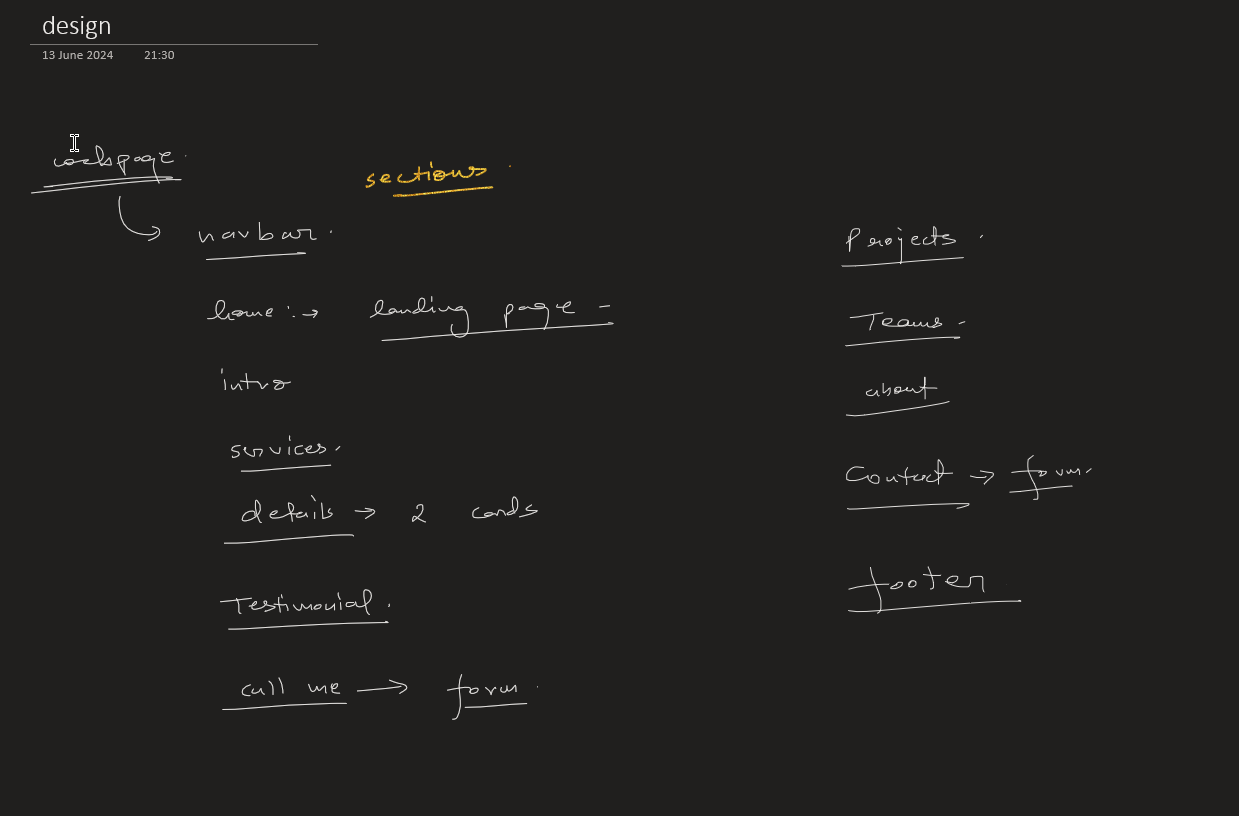 design
13 June 2024 21:30
webpage.
sections.
→ navbar.
home :→ landing page -
intro
services.
details → 2 cards
Testimonial.
call me → form.
Projects.
Teams.
about
Contact → form.
footer